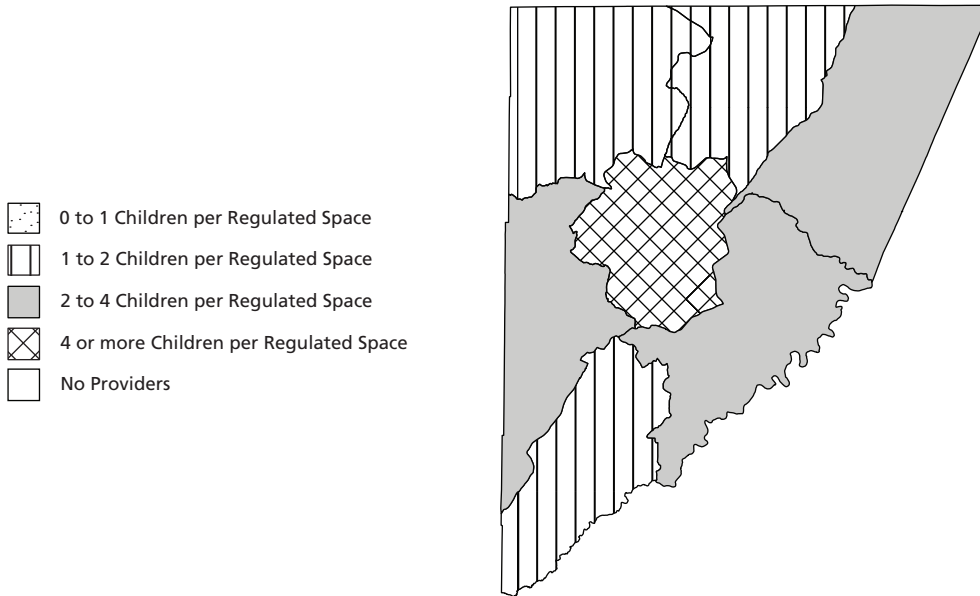 0 to 1 Children per Regulated Space
1 to 2 Children per Regulated Space
2 to 4 Children per Regulated Space
4 or more Children per Regulated Space
No Providers